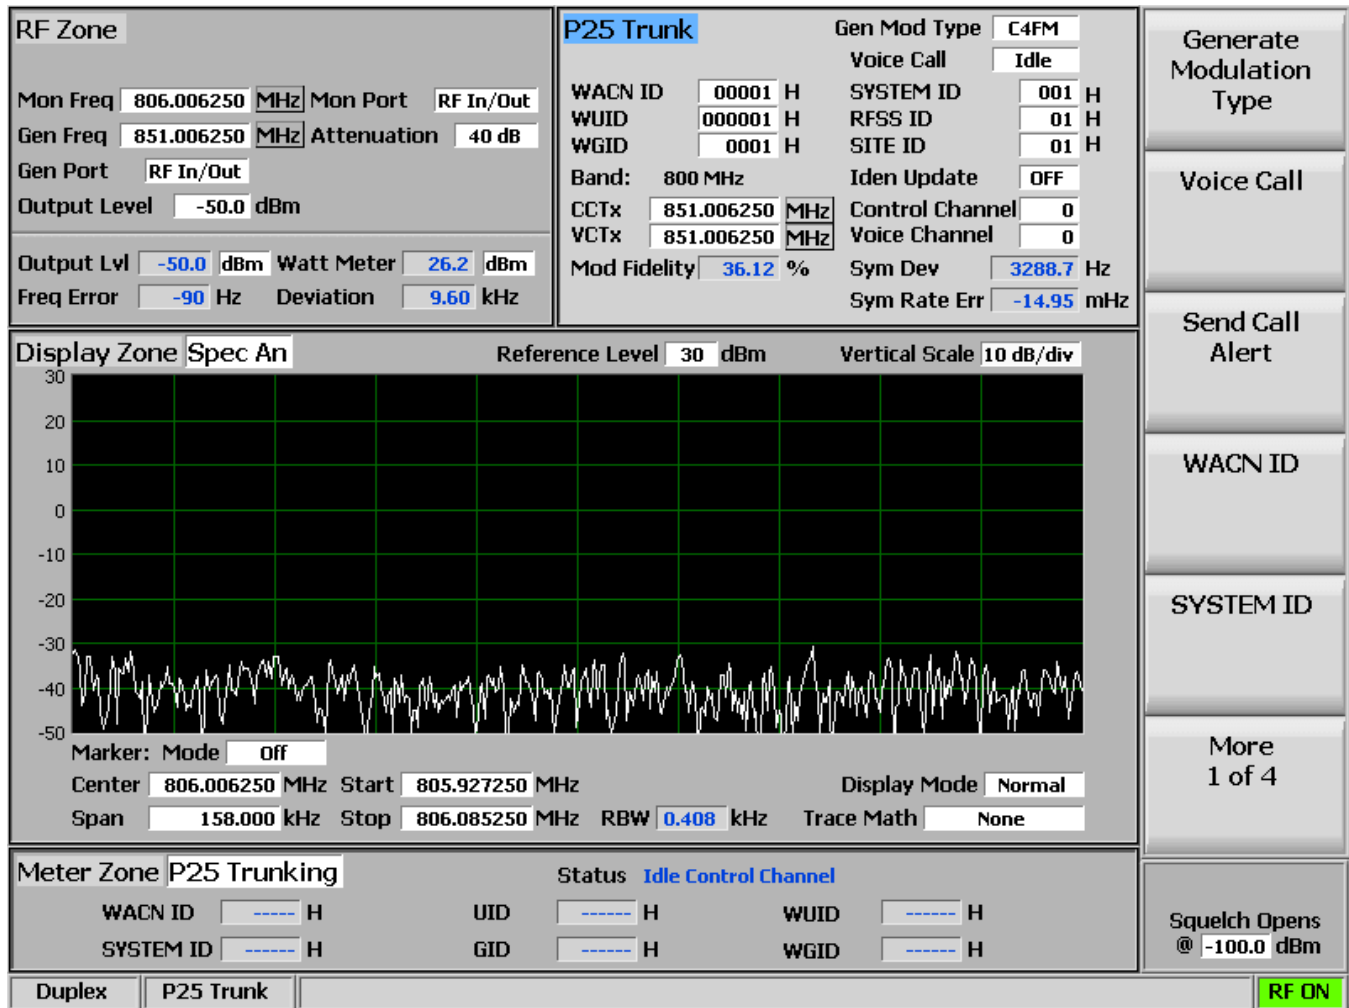 RF Zone
Mon Freq 806.006250 MHz Mon Port RF In/Out
Gen Freq 851.006250 MHz Attenuation 40 dB
Gen Port RF In/Out
Output Level -50.0 dBm
Output Lvl -50.0 dBm Watt Meter 26.2 dBm
Freq Error -90 Hz Deviation 9.60 kHz
P25 Trunk Gen Mod Type C4FM
Voice Call Idle
WACN ID 00001 H SYSTEM ID 001 H
WUID 000001 H RFSS ID 01 H
WGID 0001 H SITE ID 01 H
Band: 800 MHz Iden Update OFF
CCTx 851.006250 MHz Control Channel 0
VCTx 851.006250 MHz Voice Channel 0
Mod Fidelity 36.12 % Sym Dev 3288.7 Hz
Sym Rate Err -14.95 mHz
Display Zone Spec An Reference Level 30 dBm Vertical Scale 10 dB/div
30
20
10
0
-10
-20
-30
-40
-50
Marker: Mode Off
Center 806.006250 MHz Start 805.927250 MHz Display Mode Normal
Span 158.000 kHz Stop 806.085250 MHz RBW 0.408 kHz Trace Math None
Meter Zone P25 Trunking Status Idle Control Channel
WACN ID ----- H UID ------ H WUID ------ H
SYSTEM ID ------ H GID ------ H WGID ------ H
Duplex P25 Trunk
Generate
Modulation
Type
Voice Call
Send Call
Alert
WACN ID
SYSTEM ID
More
1 of 4
Squelch Opens
@ -100.0 dBm
RF ON